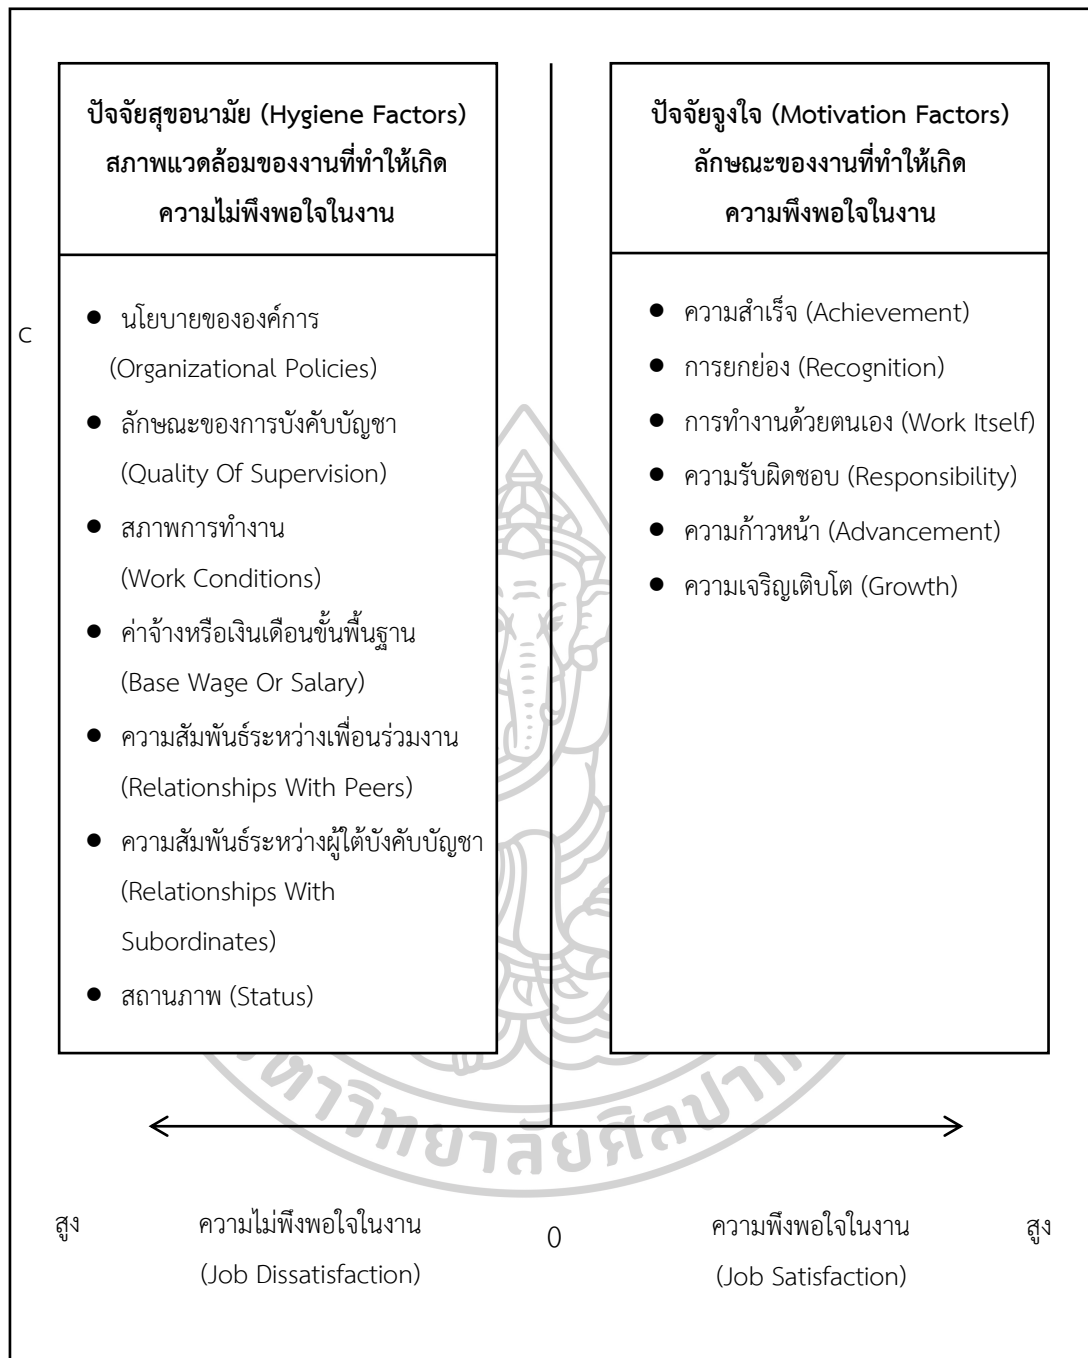 ปัจจัยสุขอนามัย (Hygiene Factors)
สภาพแวดล้อมของงานที่ทำให้เกิด
ความไม่พึงพอใจในงาน
ปัจจัยจูงใจ (Motivation Factors)
ลักษณะของงานที่ทำให้เกิด
ความพึงพอใจในงาน
C
● นโยบายขององค์การ
(Organizational Policies)
● ลักษณะของการบังคับบัญชา
(Quality Of Supervision)
● สภาพการทำงาน
(Work Conditions)
● ค่าจ้างหรือเงินเดือนขั้นพื้นฐาน
(Base Wage Or Salary)
● ความสัมพันธ์ระหว่างเพื่อนร่วมงาน
(Relationships With Peers)
● ความสัมพันธ์ระหว่างผู้ใต้บังคับบัญชา
(Relationships With
Subordinates)
● สถานภาพ (Status)
● ความสำเร็จ (Achievement)
● การยกย่อง (Recognition)
● การทำงานด้วยตนเอง (Work Itself)
● ความรับผิดชอบ (Responsibility)
● ความก้าวหน้า (Advancement)
● ความเจริญเติบโต (Growth)
สูง
ความไม่พึงพอใจในงาน
(Job Dissatisfaction)
0
ความพึงพอใจในงาน
(Job Satisfaction)
สูง